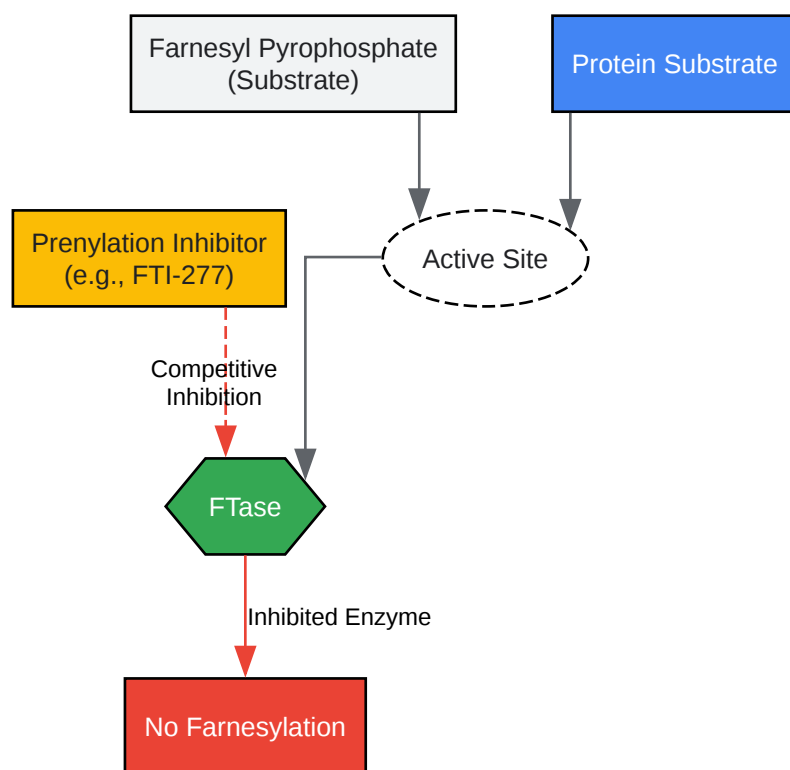 Farnesyl Pyrophosphate
(Substrate)
Protein Substrate
Prenylation Inhibitor
(e.g., FTI-277)
Active Site
Competitive
Inhibition
FTase
Inhibited Enzyme
No Farnesylation